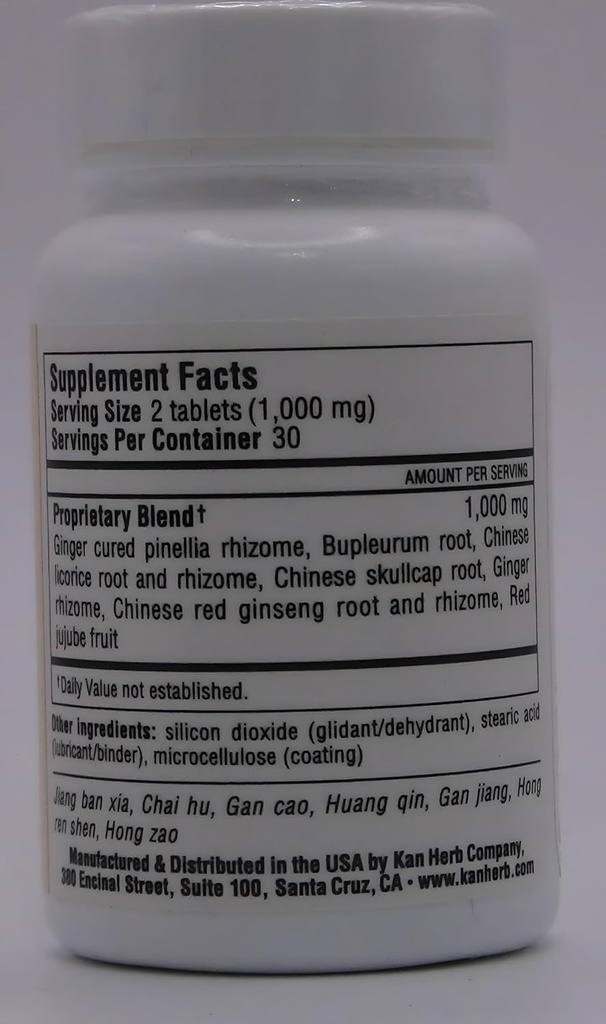 Supplement Facts
Serving Size 2 tablets (1,000 mg)
Servings Per Container 30
AMOUNT PER SERVING
Proprietary Blend† 1,000 mg
Ginger cured pinellia rhizome, Bupleurum root, Chinese
licorice root and rhizome, Chinese skullcap root, Ginger
rhizome, Chinese red ginseng root and rhizome, Red
jujube fruit
†Daily Value not established.
Other ingredients: silicon dioxide (glidant/dehydrant), stearic acid
(lubricant/binder), microcellulose (coating)
Jiang ban xia, Chai hu, Gan cao, Huang qin, Gan jiang, Hong
ren shen, Hong zao
Manufactured & Distributed in the USA by Kan Herb Company,
380 Encinal Street, Suite 100, Santa Cruz, CA • www.kanherb.com